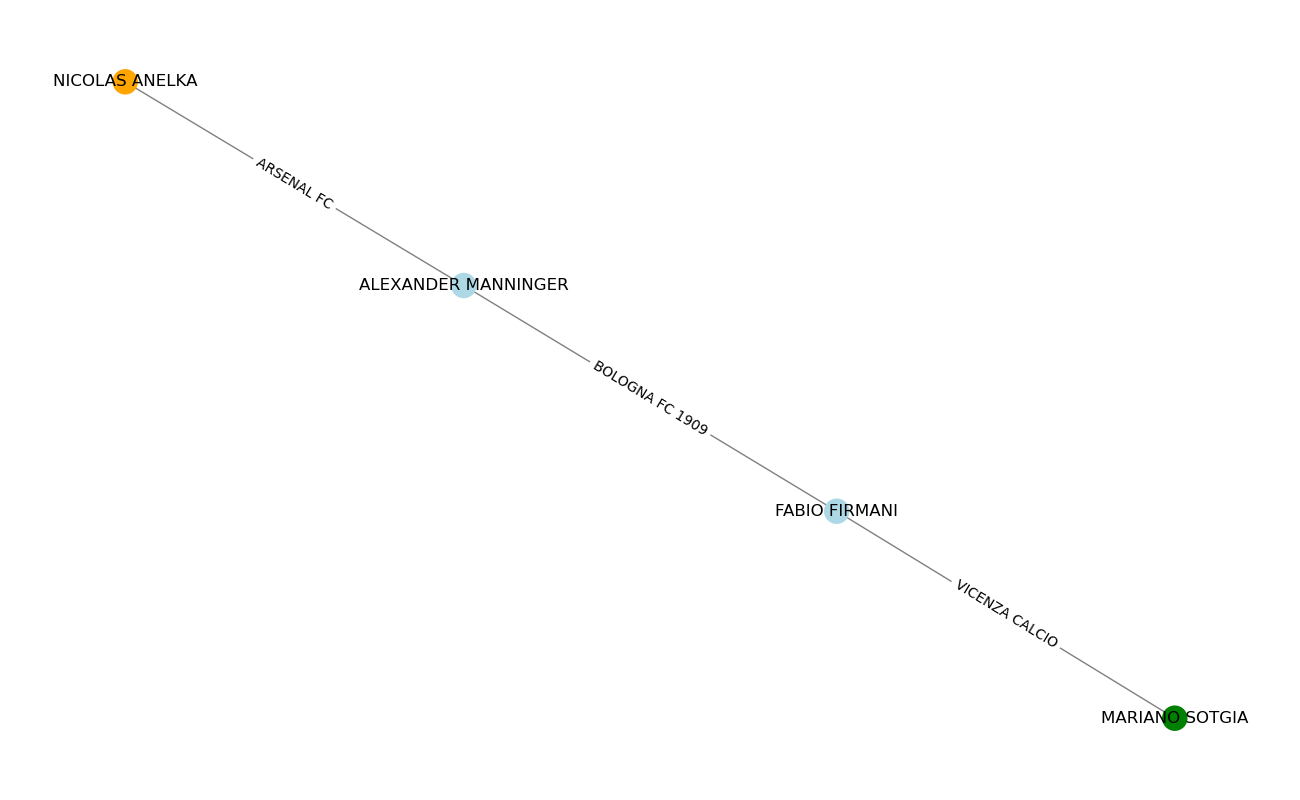 NICOLAS ANELKA
ARSENAL FC
ALEXANDER MANNINGER
BOLOGNA FC 1909
FABIO FIRMANI
VICENZA CALCIO
MARIANO SOTGIA